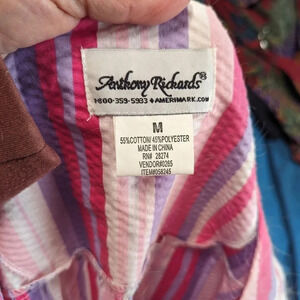 Anthony Richards®
1-800-359-5933 ♦ AMERIMARK.COM
M
55%COTTON/ 45%POLYESTER
MADE IN CHINA
RN# 28274
VENDOR#0265
ITEM#058245